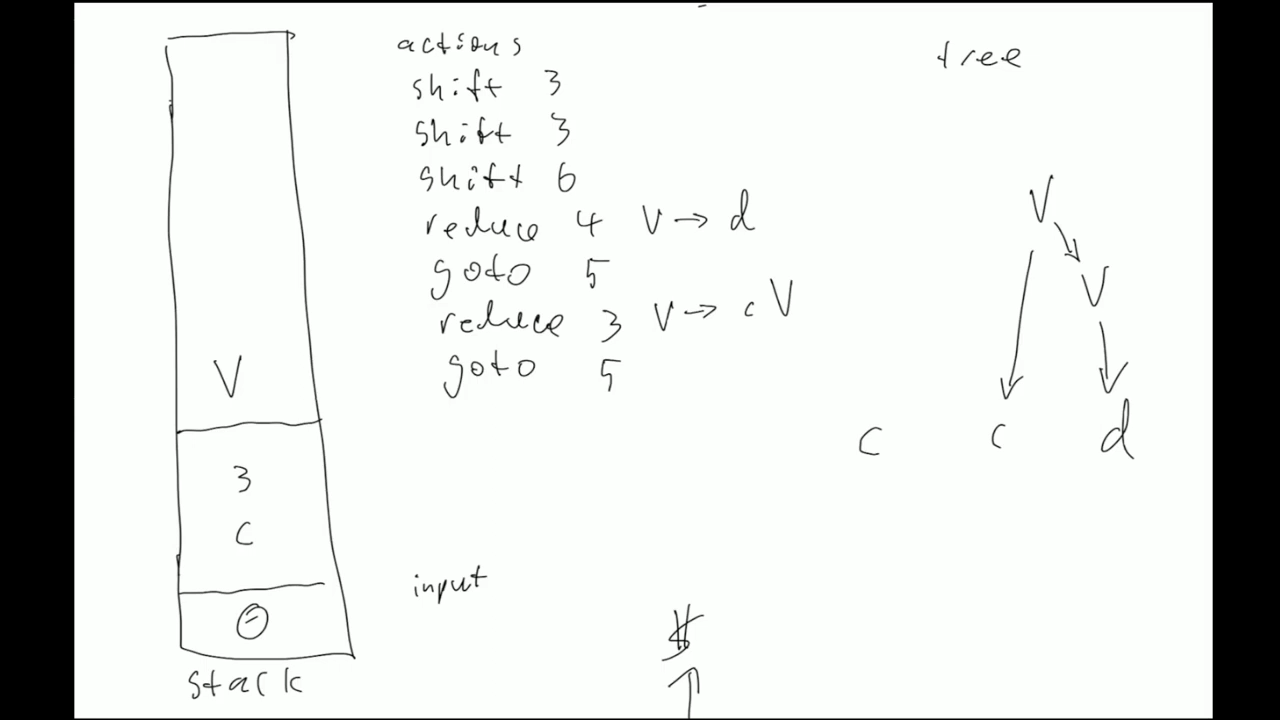 actions
shift 3
shift 3
shift 6
reduce 4 V → d
goto 5
reduce 3 V → c V
goto 5
V
3
C
0
stack
input
$
↑
tree
V
V
c c d